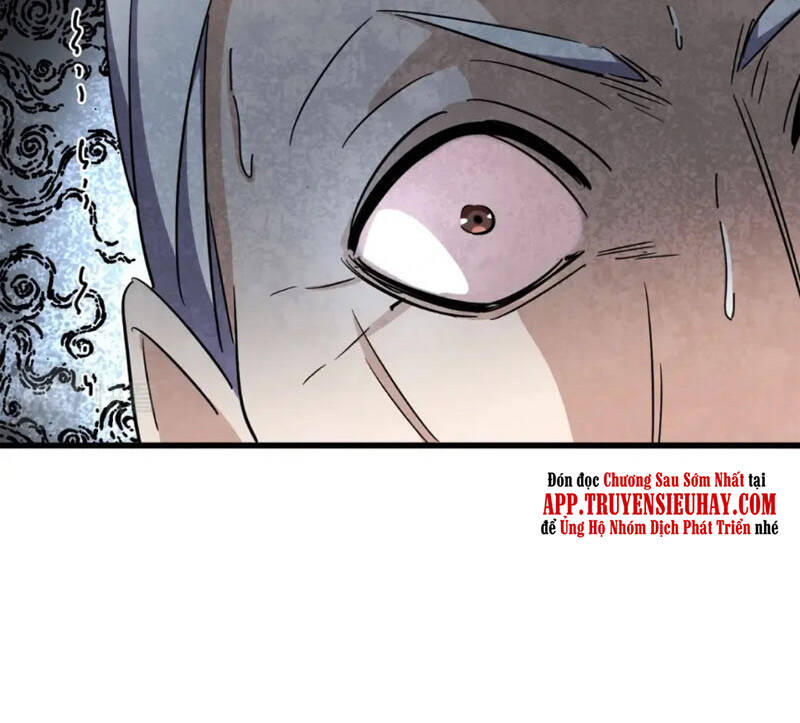 Đón đọc Chương Sau Sớm Nhất tại
APP.TRUYENSIEUHAY.COM
để Ủng Hộ Nhóm Dịch Phát Triển nhé